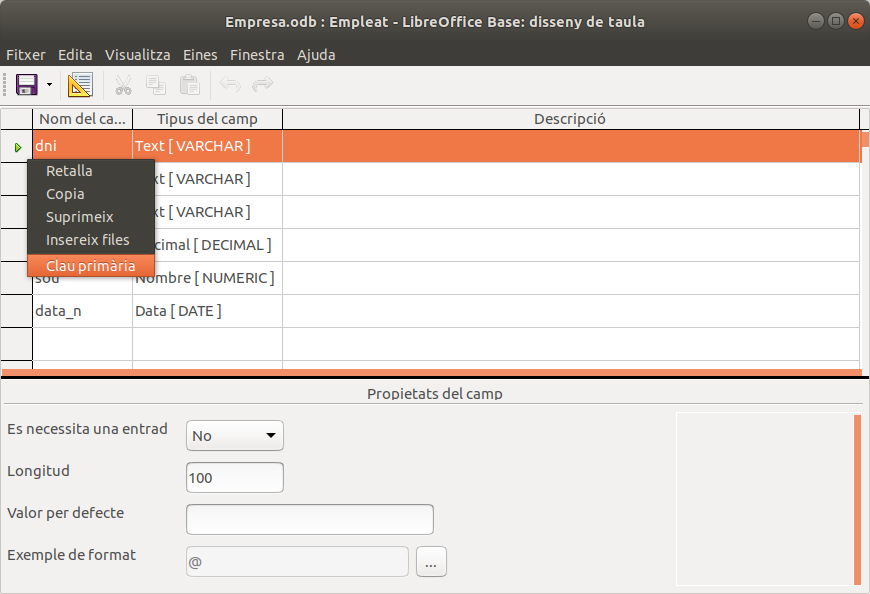 Empresa.odb : Empleat - LibreOffice Base: disseny de taula
Fitxer Edita Visualitza Eines Finestra Ajuda
Nom del ca... Tipus del camp Descripció
dni Text [ VARCHAR ]
Retalla xt [ VARCHAR ]
Copia
Suprimeix xt [ VARCHAR ]
Insereix files cimal [ DECIMAL ]
Clau primària
sou Nombre [ NUMERIC ]
data_n Data [ DATE ]
Propietats del camp
Es necessita una entrad No
Longitud 100
Valor per defecte
Exemple de format @ ...